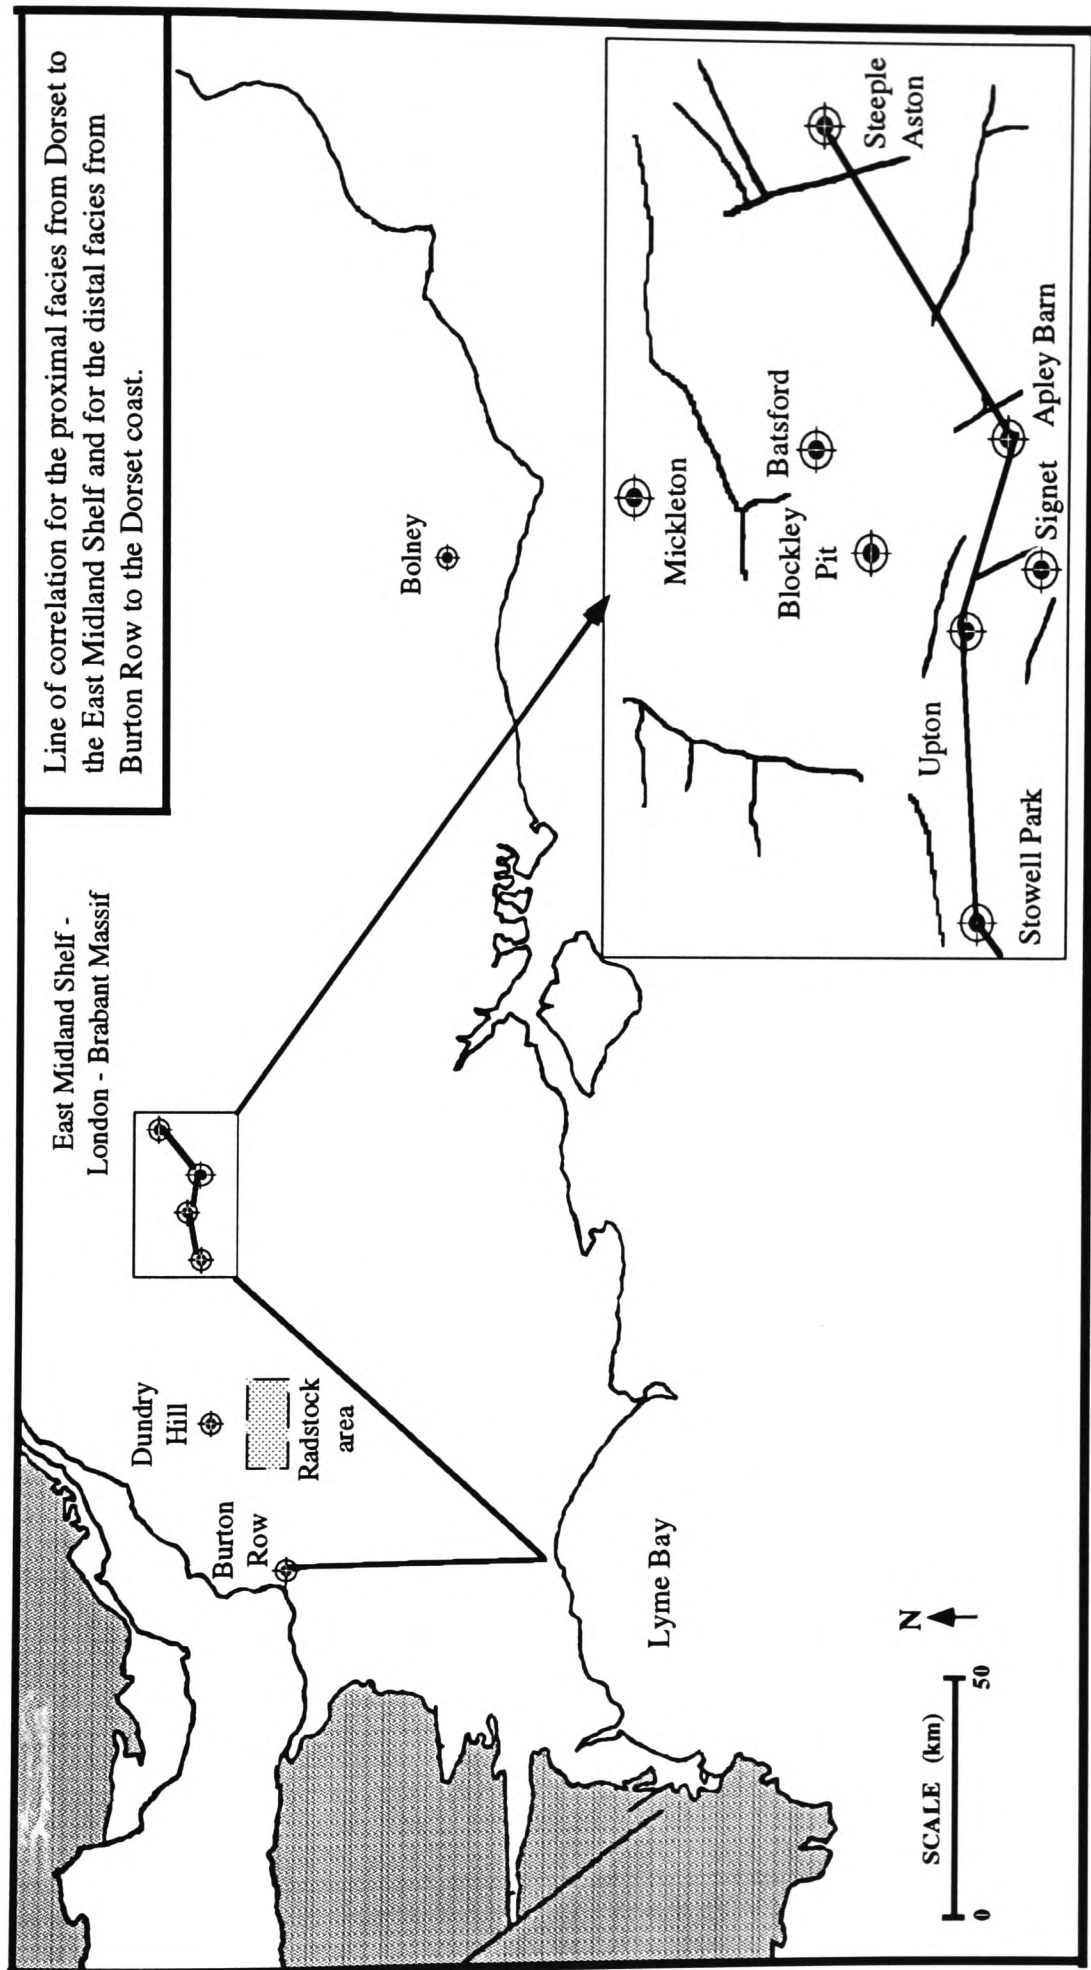 Line of correlation for the proximal facies from Dorset to
the East Midland Shelf and for the distal facies from
Burton Row to the Dorset coast.
East Midland Shelf -
London - Brabant Massif
Dundry
Hill
Radstock
area
Burton
Row
Bolney
Lyme Bay
Mickleton
Batsford
Blockley
Pit
Steeple
Aston
Upton
Stowell Park
Signet
Apley Barn
N
SCALE (km)
0
50